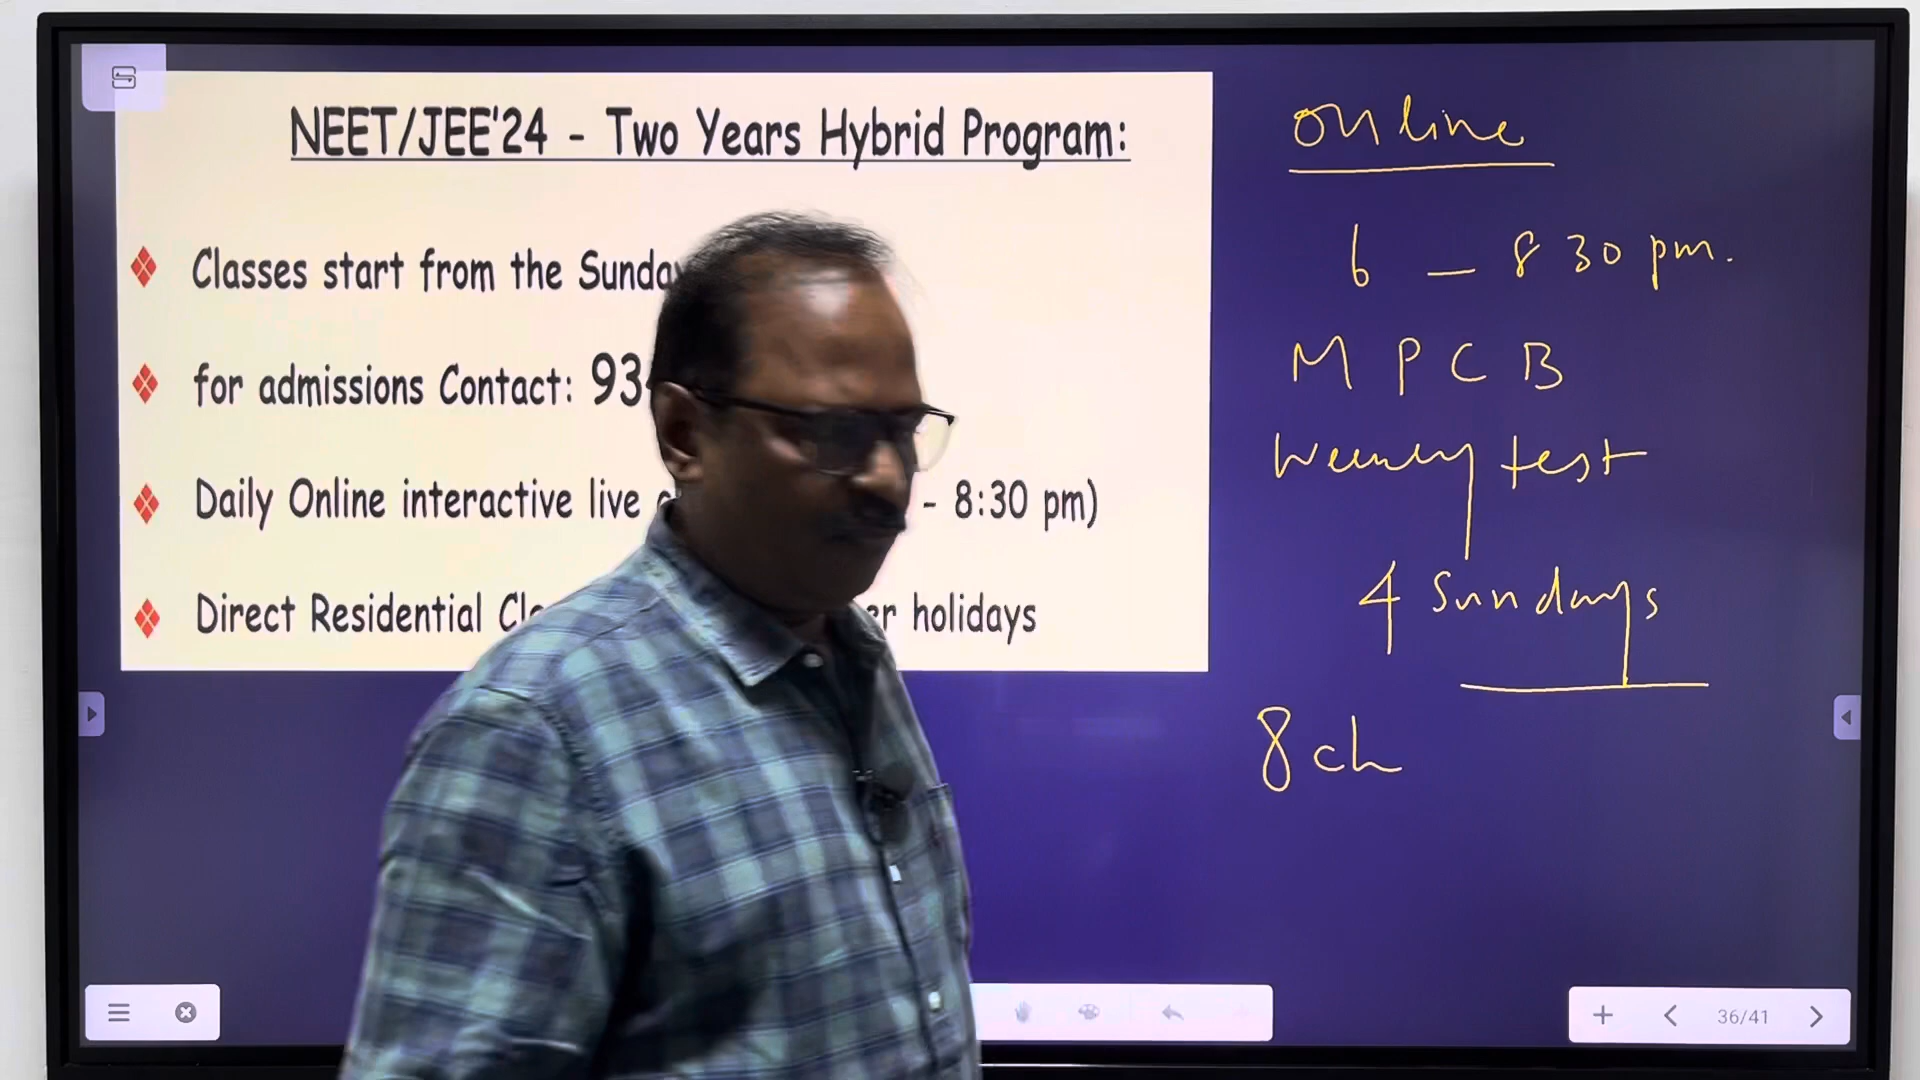 NEET/JEE'24 - Two Years Hybrid Program:
Classes start from the Sunday
for admissions Contact: 93
Daily Online interactive live - 8:30 pm)
Direct Residential holidays
online
6 - 8 30 pm.
M P C B
Weekly test
4 Sundays
8 ch
36/41